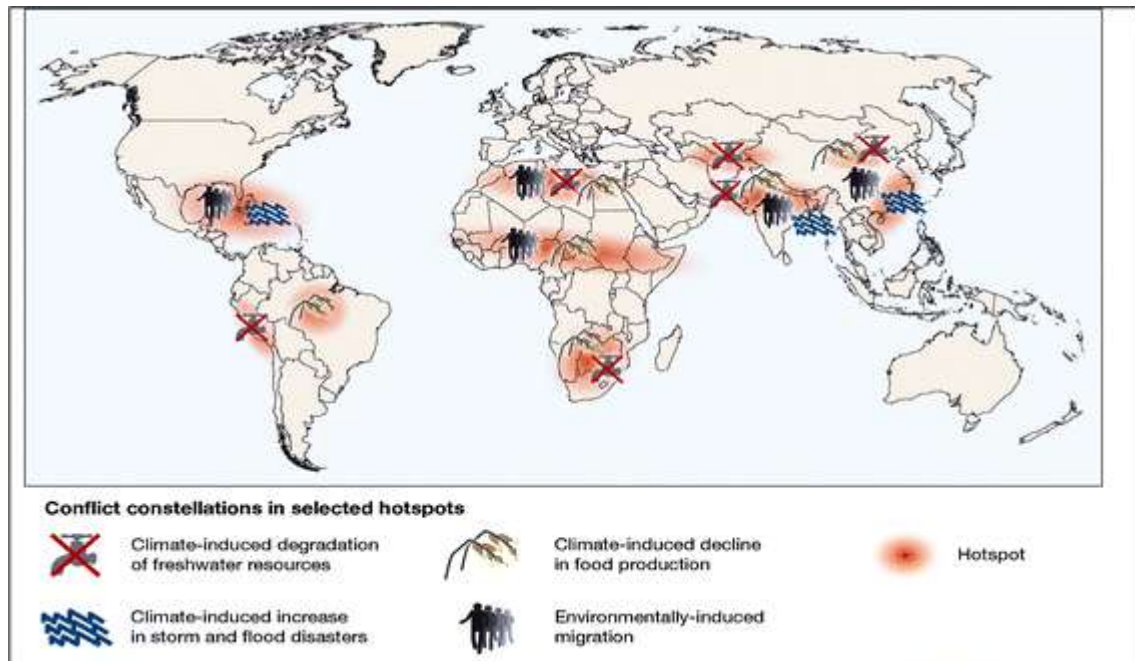 Conflict constellations in selected hotspots
Climate-induced degradation
of freshwater resources
Climate-induced decline
in food production
Hotspot
Climate-induced increase
in storm and flood disasters
Environmentally-induced
migration